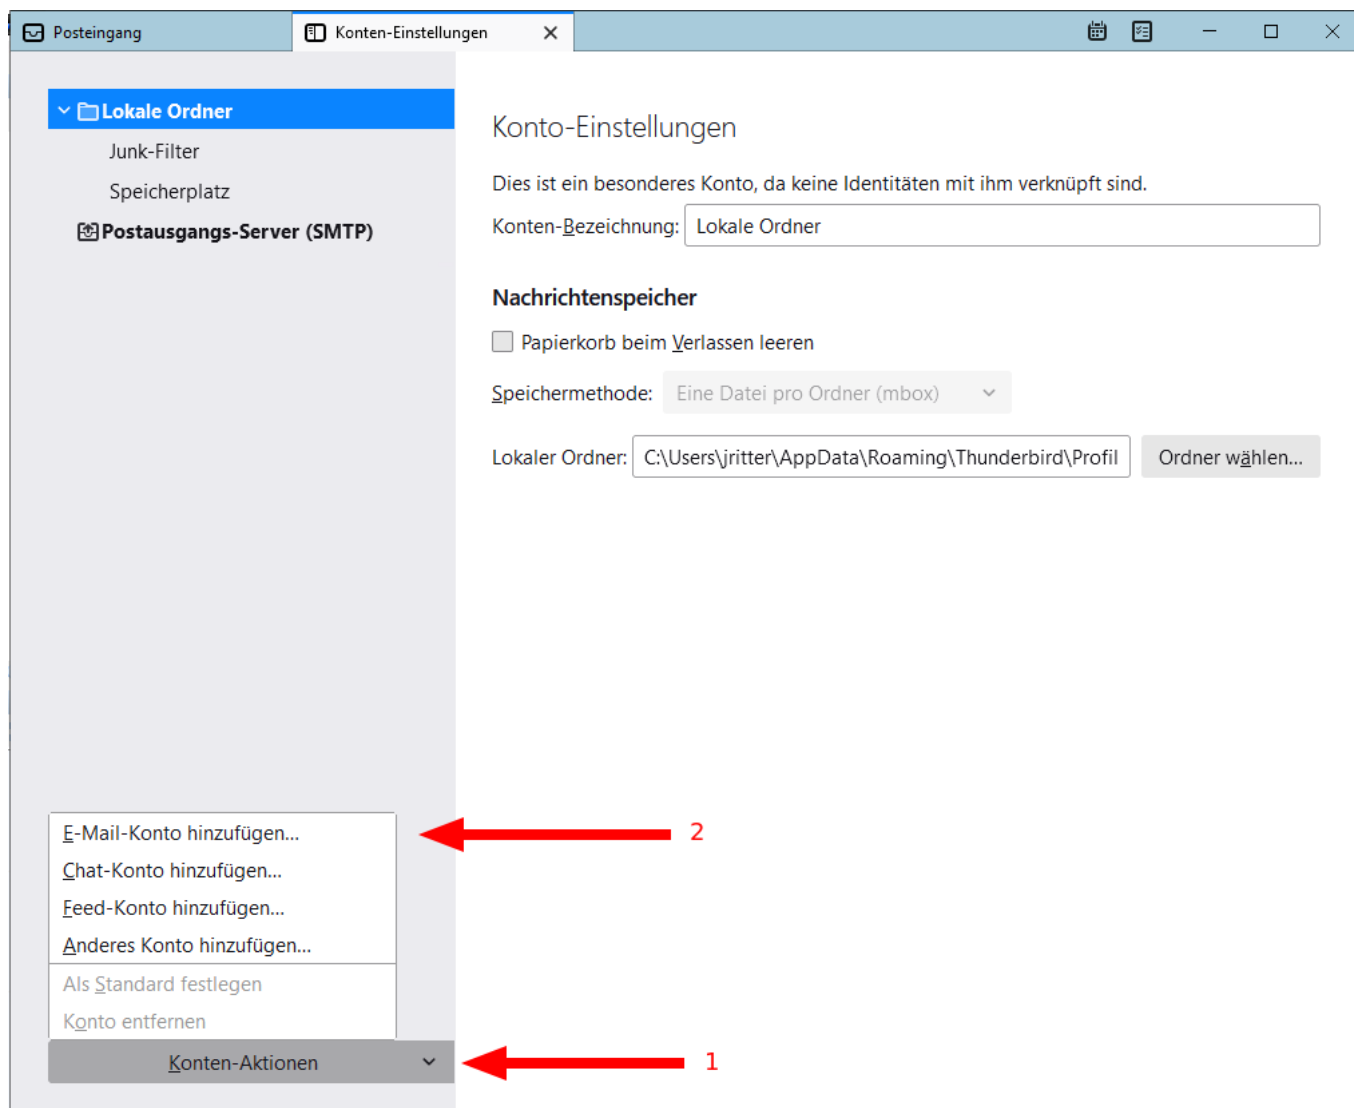 Posteingang
Konten-Einstellungen
Lokale Ordner
Junk-Filter
Speicherplatz
Postausgangs-Server (SMTP)
Konto-Einstellungen
Dies ist ein besonderes Konto, da keine Identitäten mit ihm verknüpft sind.
Konten-Bezeichnung: Lokale Ordner
Nachrichtenspeicher
Papierkorb beim Verlassen leeren
Speichermethode: Eine Datei pro Ordner (mbox)
Lokaler Ordner: C:\Users\jritter\AppData\Roaming\Thunderbird\Profil Ordner wählen...
E-Mail-Konto hinzufügen... 2
Chat-Konto hinzufügen...
Feed-Konto hinzufügen...
Anderes Konto hinzufügen...
Als Standard festlegen
Konto entfernen
Konten-Aktionen 1